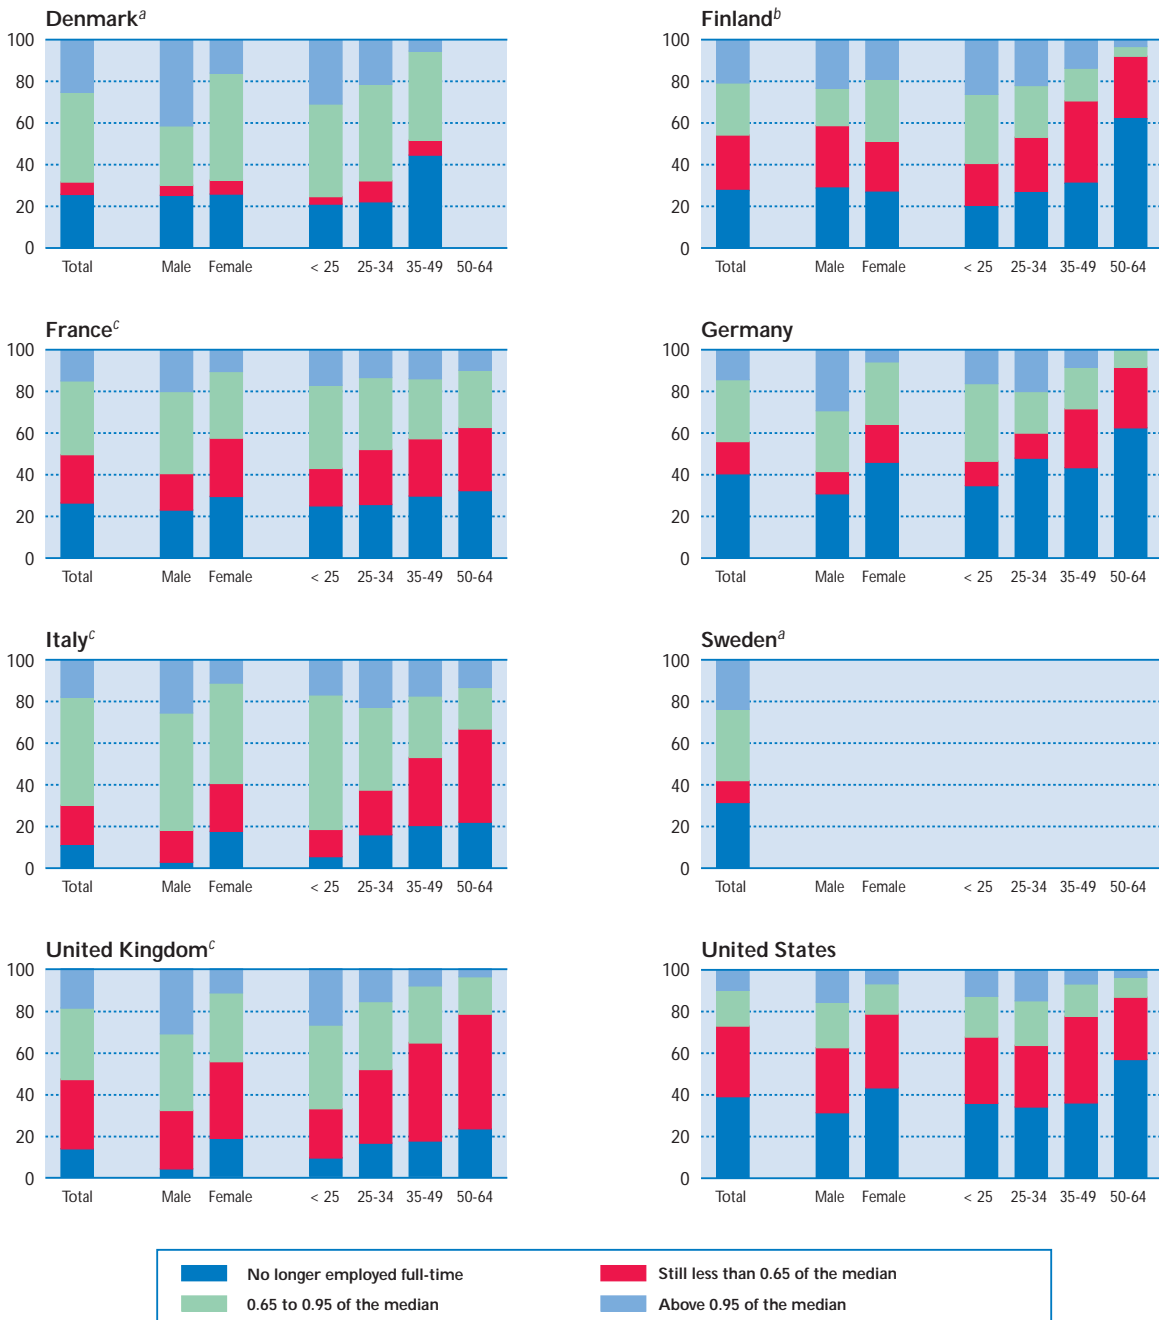 Denmarka
100
80
60
40
20
0
Total Male Female < 25 25-34 35-49 50-64
Finlandb
100
80
60
40
20
0
Total Male Female < 25 25-34 35-49 50-64
Francec
100
80
60
40
20
0
Total Male Female < 25 25-34 35-49 50-64
Germany
100
80
60
40
20
0
Total Male Female < 25 25-34 35-49 50-64
Italyc
100
80
60
40
20
0
Total Male Female < 25 25-34 35-49 50-64
Swedena
100
80
60
40
20
0
Total Male Female < 25 25-34 35-49 50-64
United Kingdomc
100
80
60
40
20
0
Total Male Female < 25 25-34 35-49 50-64
United States
100
80
60
40
20
0
Total Male Female < 25 25-34 35-49 50-64
No longer employed full-time
Still less than 0.65 of the median
0.65 to 0.95 of the median
Above 0.95 of the median